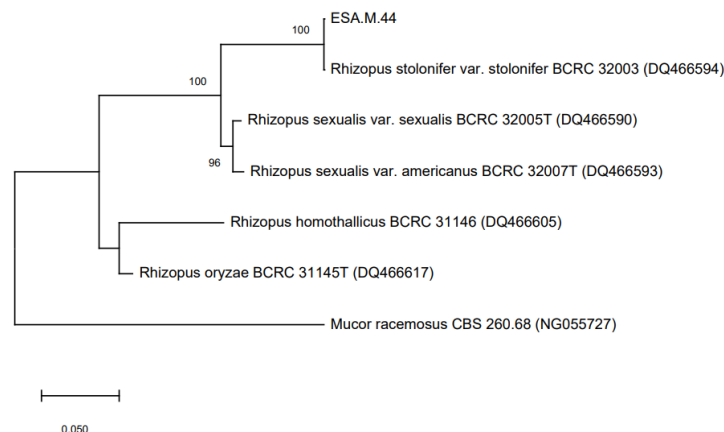 ESA.M.44
100
Rhizopus stolonifer var. stolonifer BCRC 32003 (DQ466594)
100
Rhizopus sexualis var. sexualis BCRC 32005T (DQ466590)
96
Rhizopus sexualis var. americanus BCRC 32007T (DQ466593)
Rhizopus homothallicus BCRC 31146 (DQ466605)
Rhizopus oryzae BCRC 31145T (DQ466617)
Mucor racemosus CBS 260.68 (NG055727)
0.050